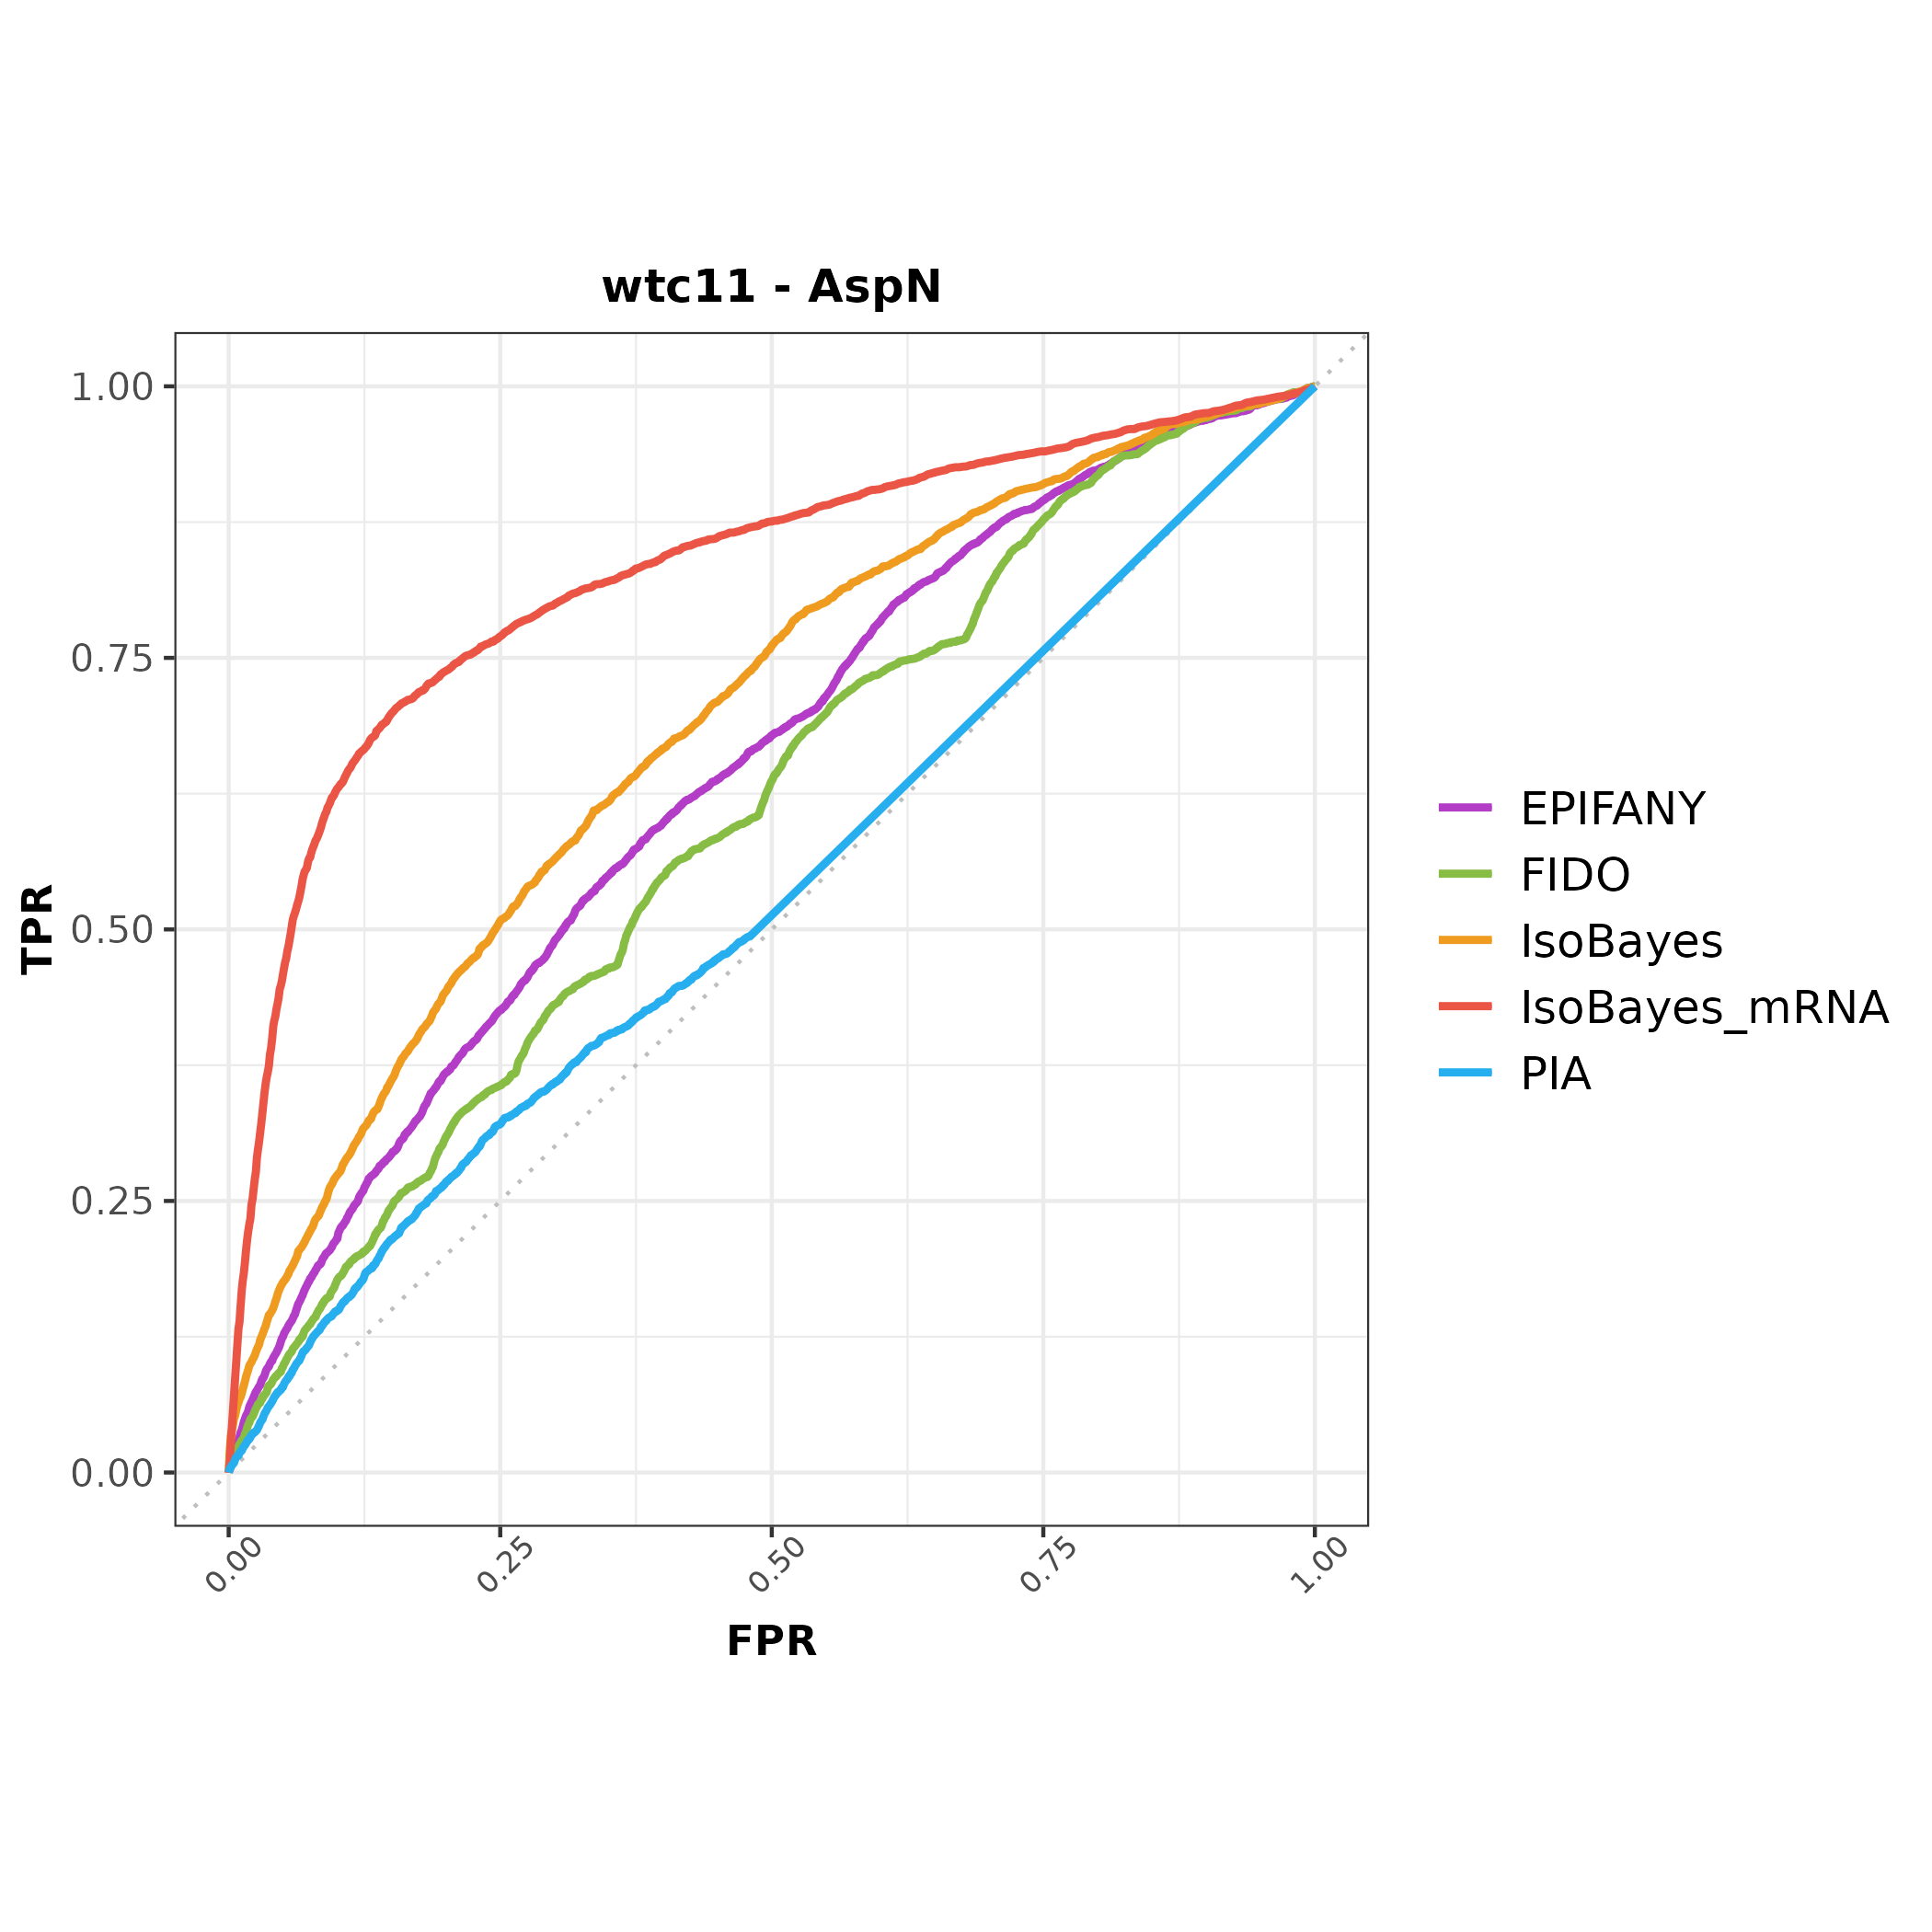 wtc11 - AspN
1.00
0.75
0.50
0.25
0.00
TPR
0.00
0.25
0.50
0.75
1.00
FPR
EPIFANY
FIDO
IsoBayes
IsoBayes_mRNA
PIA